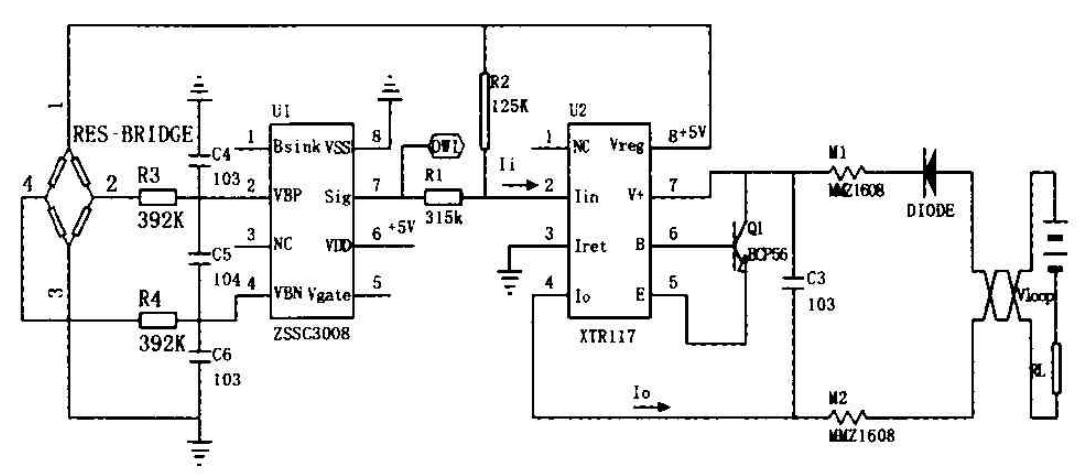 R2
125K
U1
U2
1
RES-BRIDGE
1
Bsink
VSS
8
C4
103
OWI
R1
315k
Ii
1
NC
Vreg
8
+5V
M1
MMZ1608
DIODE
4
2
R3
392K
2
VBP
Sig
7
2
Iin
V+
7
3
NC
VDD
6
+5V
3
Iret
B
6
Q1
BCP56
C5
104
3
R4
392K
4
VBN
Vgate
5
4
Io
E
5
C3
103
Vloop
ZSSC3008
XTR117
C6
103
RL
Io
M2
MMZ1608